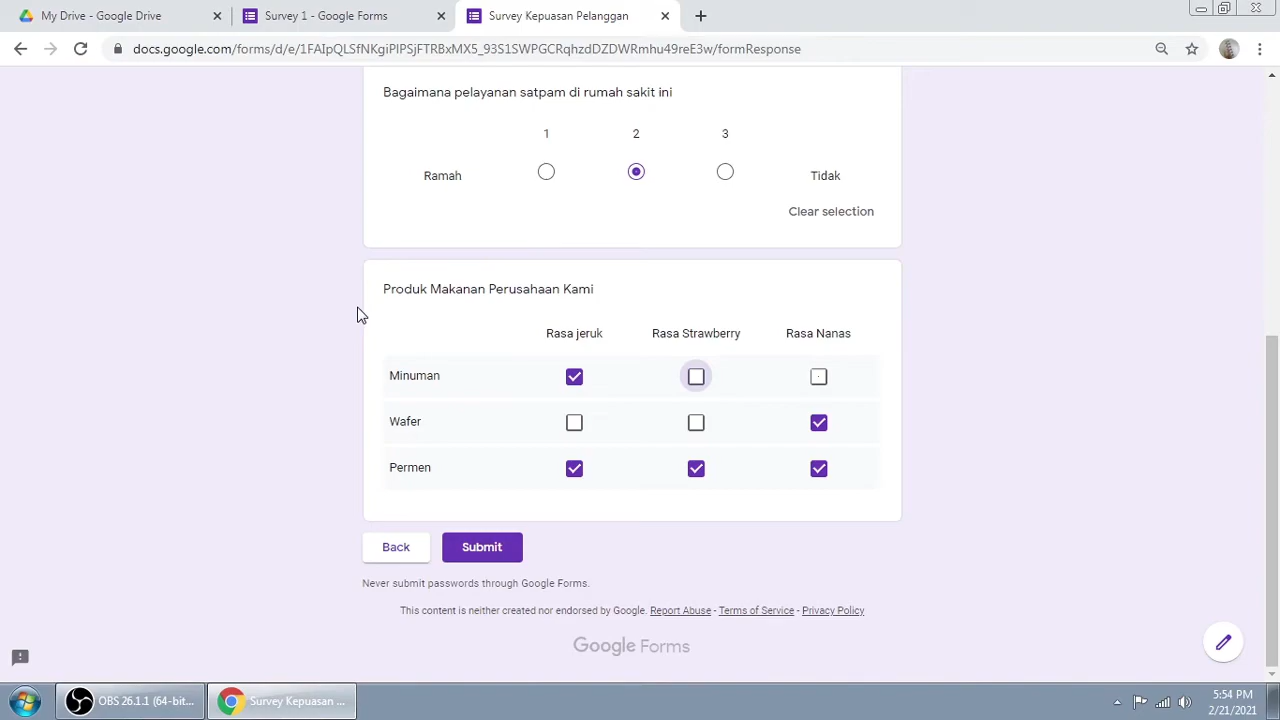 My Drive - Google Drive
Survey 1 - Google Forms
Survey Kepuasan Pelanggan
docs.google.com/forms/d/e/1FAIpQLSfNKgiPlPSjFTRBxMX5_93S1SWPGCRqhzdDZDWRmhu49reE3w/formResponse
Bagaimana pelayanan satpam di rumah sakit ini
1 2 3
Ramah Tidak
Clear selection
Produk Makanan Perusahaan Kami
Rasa jeruk Rasa Strawberry Rasa Nanas
Minuman
Wafer
Permen
Back Submit
Never submit passwords through Google Forms.
This content is neither created nor endorsed by Google. Report Abuse - Terms of Service - Privacy Policy
Google Forms
OBS 26.1.1 (64-bit...
Survey Kepuasan ...
5:54 PM
2/21/2021